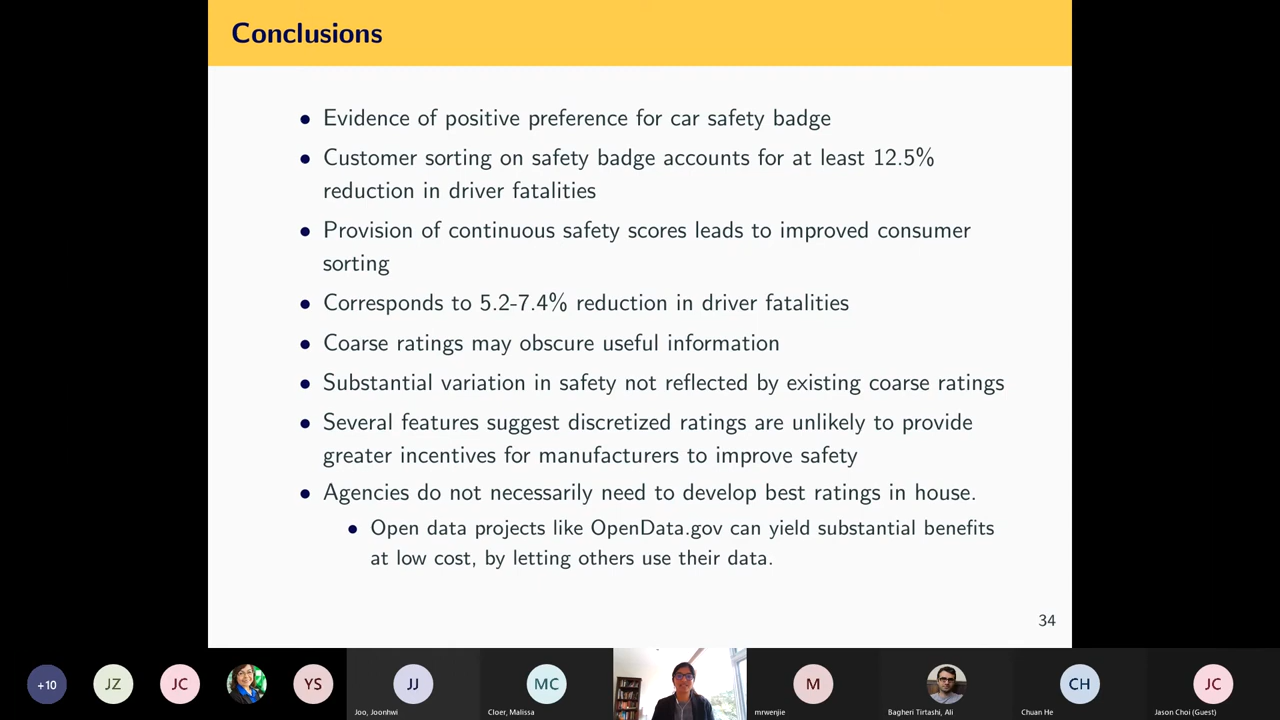 Conclusions
• Evidence of positive preference for car safety badge
• Customer sorting on safety badge accounts for at least 12.5%
reduction in driver fatalities
• Provision of continuous safety scores leads to improved consumer
sorting
• Corresponds to 5.2-7.4% reduction in driver fatalities
• Coarse ratings may obscure useful information
• Substantial variation in safety not reflected by existing coarse ratings
• Several features suggest discretized ratings are unlikely to provide
greater incentives for manufacturers to improve safety
• Agencies do not necessarily need to develop best ratings in house.
• Open data projects like OpenData.gov can yield substantial benefits
at low cost, by letting others use their data.
34
+10 JZ JC YS JJ MC M CH JC
Joo, Joonhwi Cloer, Malissa mrwenjie Bagheri Tirtashi, Ali Chuan He Jason Choi (Guest)